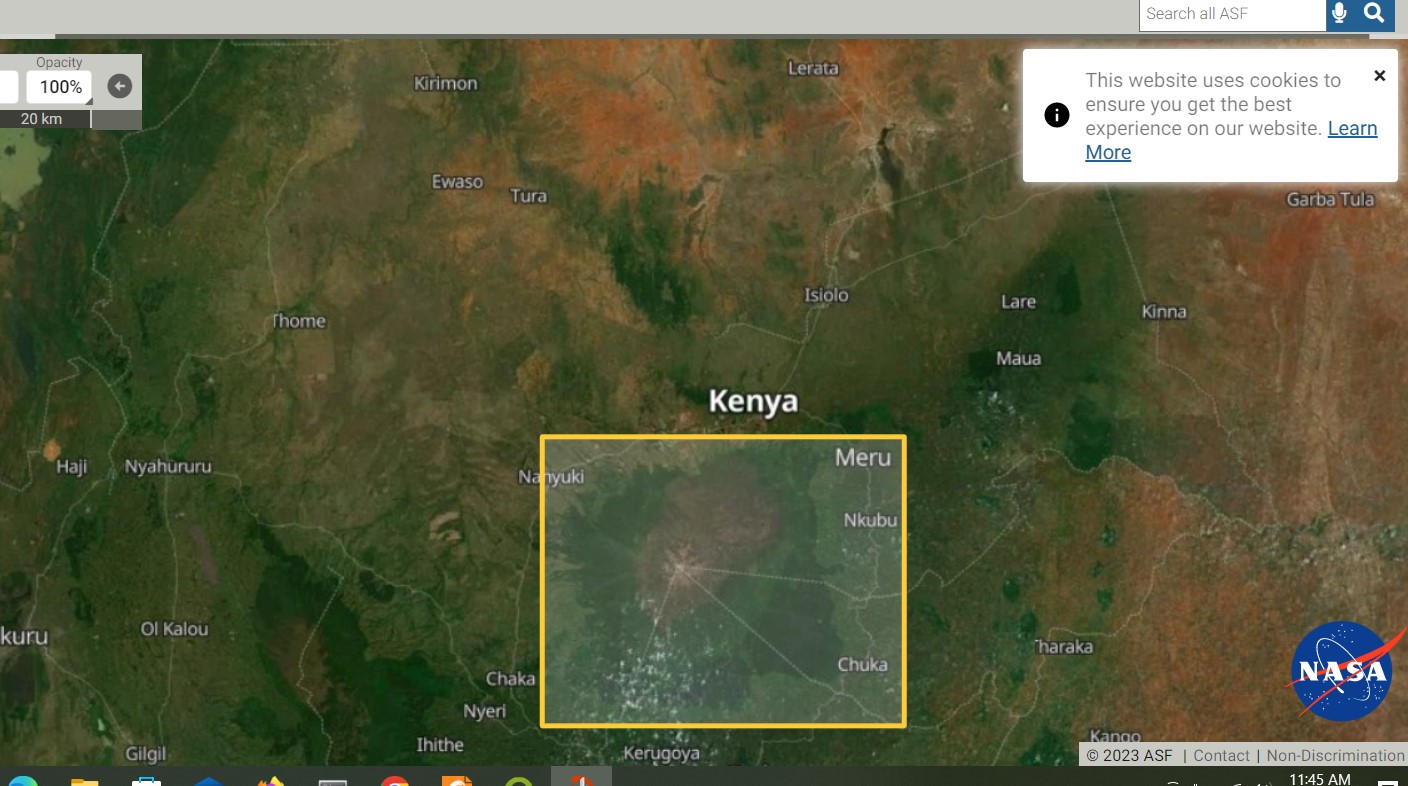 Search all ASF
Opacity
100%
20 km
This website uses cookies to
ensure you get the best
experience on our website. Learn
More
Lerata
Kirimon
Ewaso
Tura
Garba Tula
Isiolo
Lare
Kinna
Thome
Maua
Kenya
Meru
Haji
Nyahururu
Nanyuki
Nkubu
kuru
Ol Kalou
Tharaka
Chuka
NASA
Chaka
Nyeri
Kango
Ihithe
Gilgil
Kerugoya
© 2023 ASF | Contact | Non-Discrimination
11:45 AM